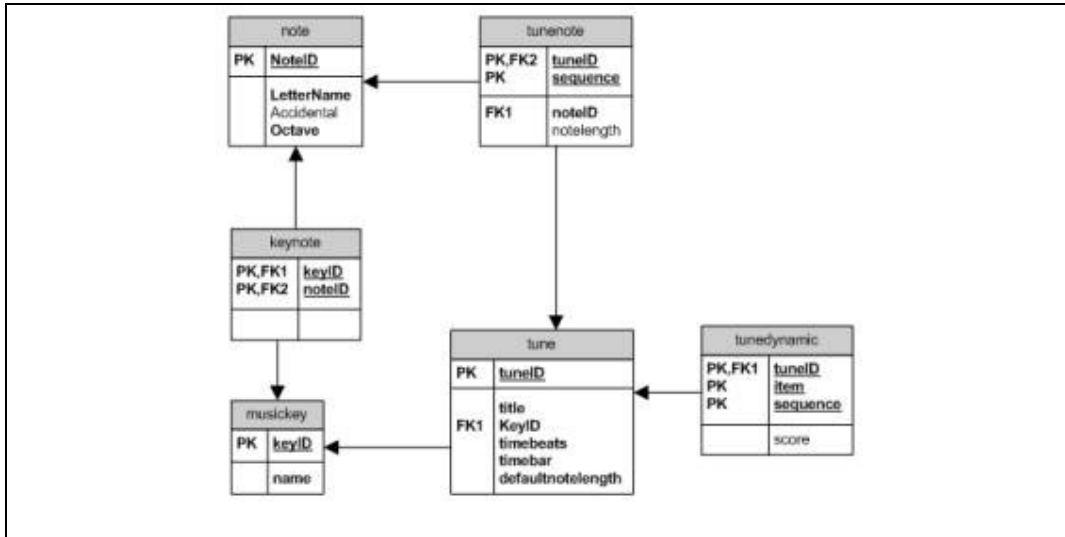 note
PK NoteID
LetterName
Accidental
Octave
tunenote
PK,FK2 tuneID
PK sequence
FK1 noteID
notelength
keynote
PK,FK1 keyID
PK,FK2 noteID
tune
PK tuneID
title
FK1 KeyID
timebeats
timebar
defaultnotelength
tunedynamic
PK,FK1 tuneID
PK item
PK sequence
score
musickey
PK keyID
name